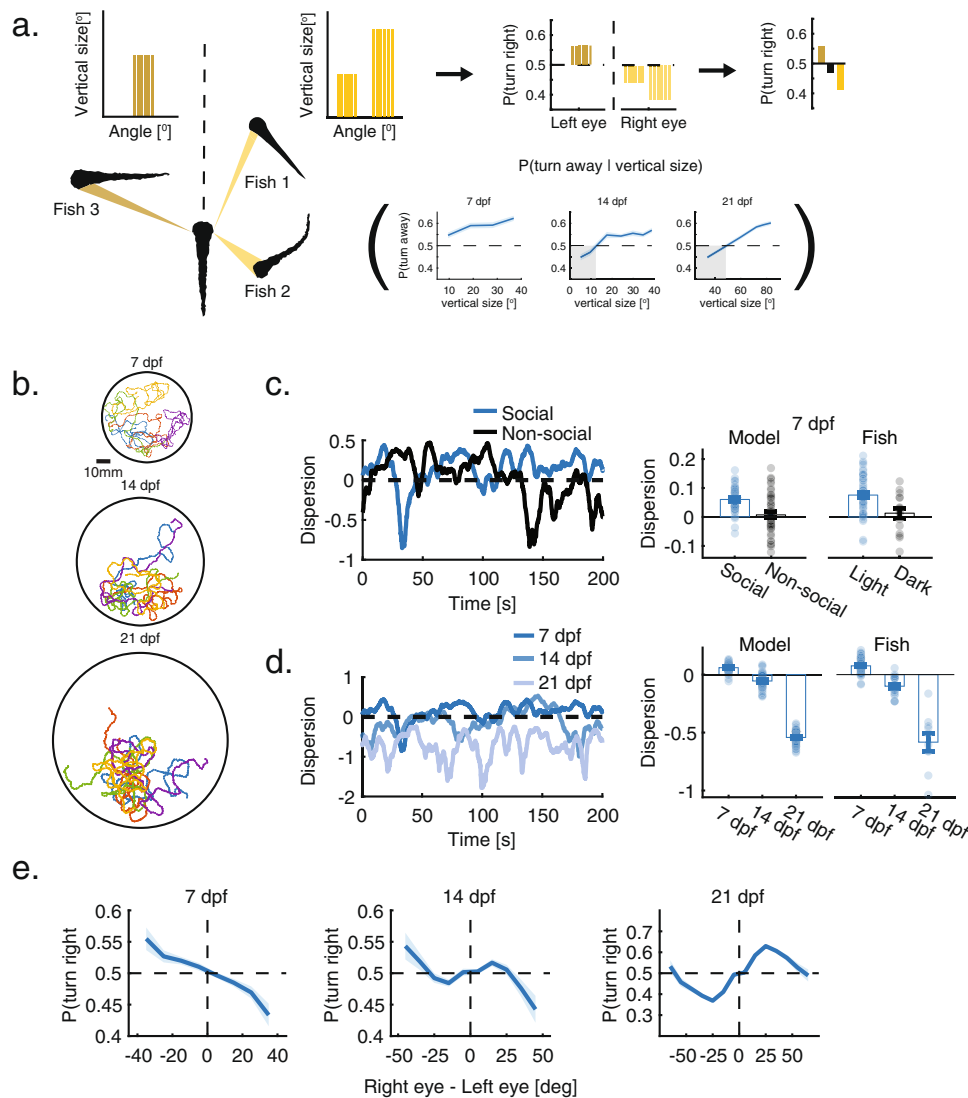 a.
Vertical size[º]
Angle [º]
Vertical size[º]
Angle [º]
P(turn right)
0.6
0.5
0.4
Left eye
Right eye
P(turn right)
0.6
0.5
0.4
Fish 1
Fish 3
Fish 2
P(turn away | vertical size)
7 dpf
14 dpf
21 dpf
P(turn away)
0.6
0.5
0.4
0.6
0.5
0.4
0.6
0.5
0.4
0 10 20 30 40
0 10 20 30 40
40 60 80
vertical size [º]
vertical size [º]
vertical size [º]
b.
7 dpf
10mm
14 dpf
21 dpf
c.
Social
Non-social
Dispersion
0.5
0
-0.5
-1
0 50 100 150 200
Time [s]
7 dpf
Model
Fish
Dispersion
0.2
0.1
0
-0.1
Social
Non-social
Light
Dark
d.
7 dpf
14 dpf
21 dpf
Dispersion
1
0
-1
-2
0 50 100 150 200
Time [s]
Model
Fish
Dispersion
0
-0.5
-1
7 dpf
14 dpf
21 dpf
7 dpf
14 dpf
21 dpf
e.
7 dpf
14 dpf
21 dpf
P(turn right
0.6
0.55
0.5
0.45
0.4
-40 -20 0 20 40
P(turn right
0.6
0.55
0.5
0.45
0.4
-50 -25 0 25 50
P(turn right
0.7
0.6
0.5
0.4
0.3
-50 -25 0 25 50
Right eye - Left eye [deg]